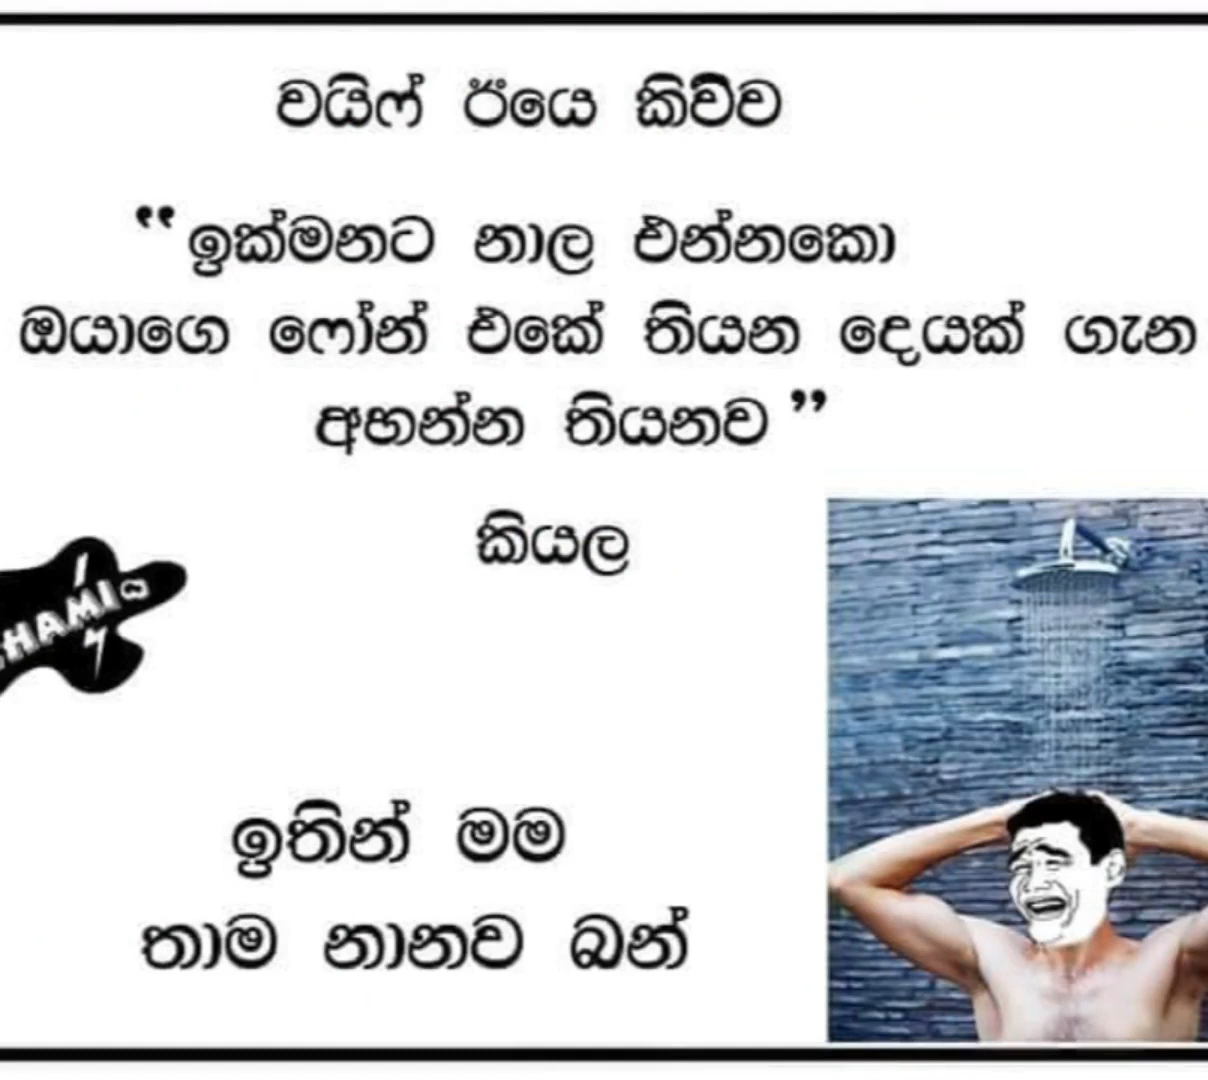 වයිෆ් ඊයෙ කිව්ව
“ඉක්මනට නාල එන්නකො
ඔයාගෙ ෆෝන් එකේ තියන දෙයක් ගැන
අහන්න තියනව”
කියල
HAMI
ඉතින් මම
තාම නානව බන්